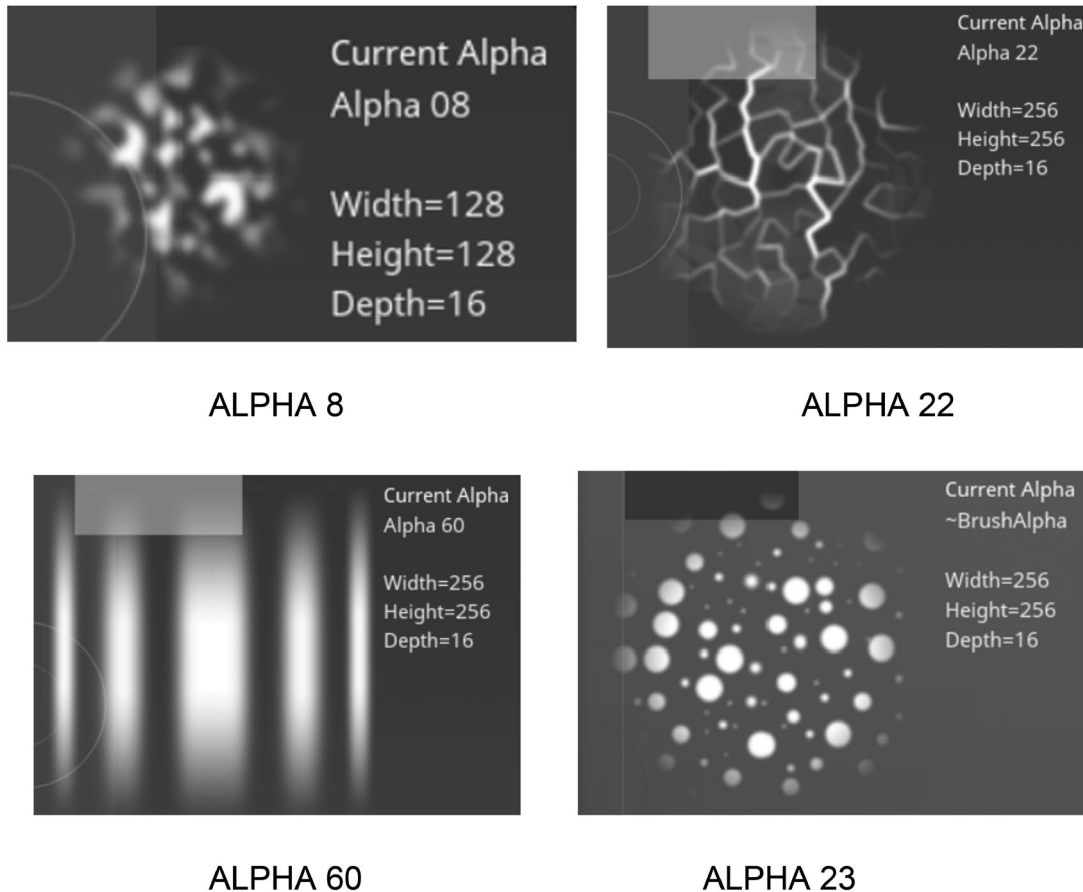 Current Alpha
Alpha 08
Width=128
Height=128
Depth=16
ALPHA 8
Current Alpha
Alpha 22
Width=256
Height=256
Depth=16
ALPHA 22
Current Alpha
Alpha 60
Width=256
Height=256
Depth=16
ALPHA 60
Current Alpha
~BrushAlpha
Width=256
Height=256
Depth=16
ALPHA 23